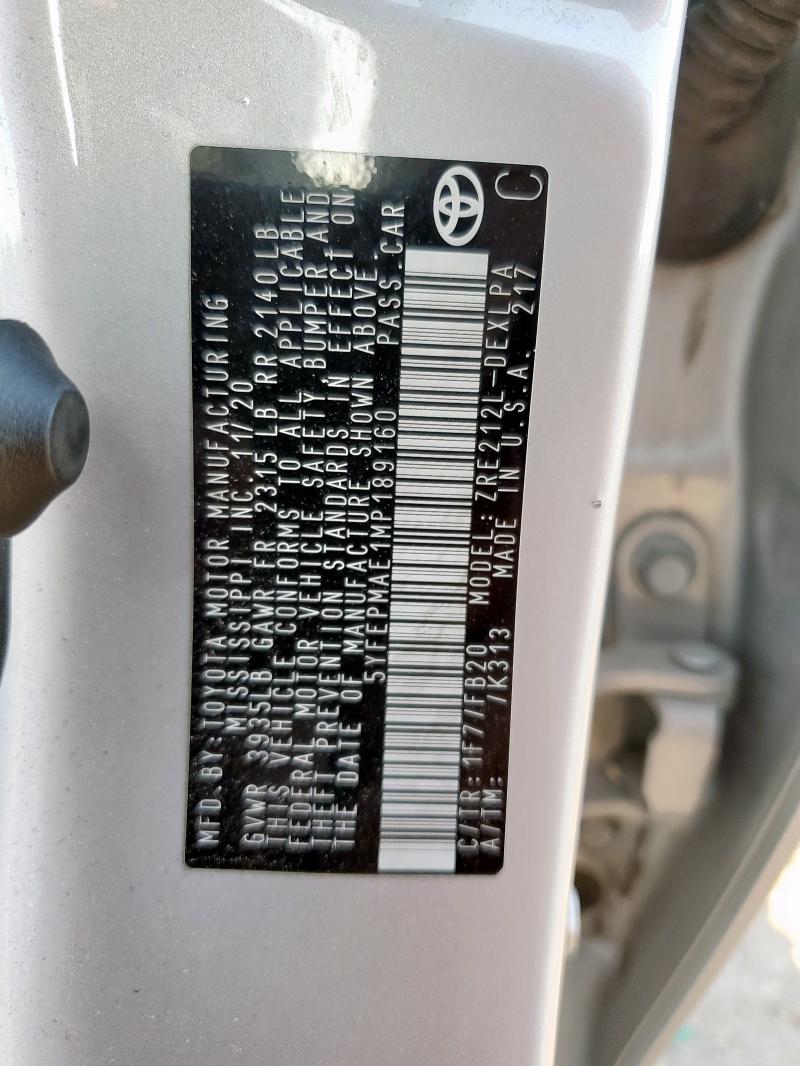 MFD.BY:TOYOTA MOTOR MANUFACTURING
MISSISSIPPI INC. 11/20
GVWR 3935LB GAWR FR 2315 LB RR 2140LB
THIS VEHICLE CONFORMS TO ALL APPLICABLE
FEDERAL MOTOR VEHICLE SAFETY, BUMPER AND
THEFT PREVENTION STANDARDS IN EFFECT ON
THE DATE OF MANUFACTURE SHOWN ABOVE.
5YFEPMAE1MP189160 PASS.CAR
C/TR:1F7/FB20 MODEL:ZRE212L-DEXLPA
A/TM: /K313 MADE IN U.S.A. 217 C